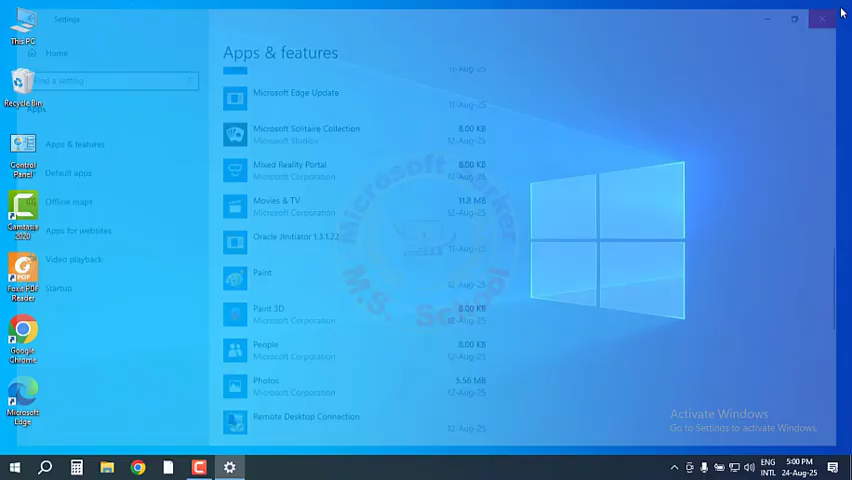 Settings
This PC
Home
Apps & features
Find a setting
Recycle Bin
Apps
11-Aug-25
Microsoft Edge Update
11-Aug-25
Microsoft Solitaire Collection
8.00 KB
Microsoft Studios
12-Aug-25
Apps & features
Control Panel
Mixed Reality Portal
8.00 KB
Microsoft Corporation
12-Aug-25
Default apps
Movies & TV
11.8 MB
Microsoft Corporation
12-Aug-25
Offline maps
Camtasia 2020
Apps for websites
Oracle JInitiator 1.3.1.22
11-Aug-25
Video playback
Paint
12-Aug-25
Foxit PDF Reader
Startup
Paint 3D
8.00 KB
Microsoft Corporation
12-Aug-25
Google Chrome
People
8.00 KB
Microsoft Corporation
12-Aug-25
Photos
5.56 MB
Microsoft Corporation
12-Aug-25
Microsoft Edge
Remote Desktop Connection
12-Aug-25
M.S. School
Activate Windows
Go to Settings to activate Windows.
ENG
INTL
5:00 PM
24-Aug-25